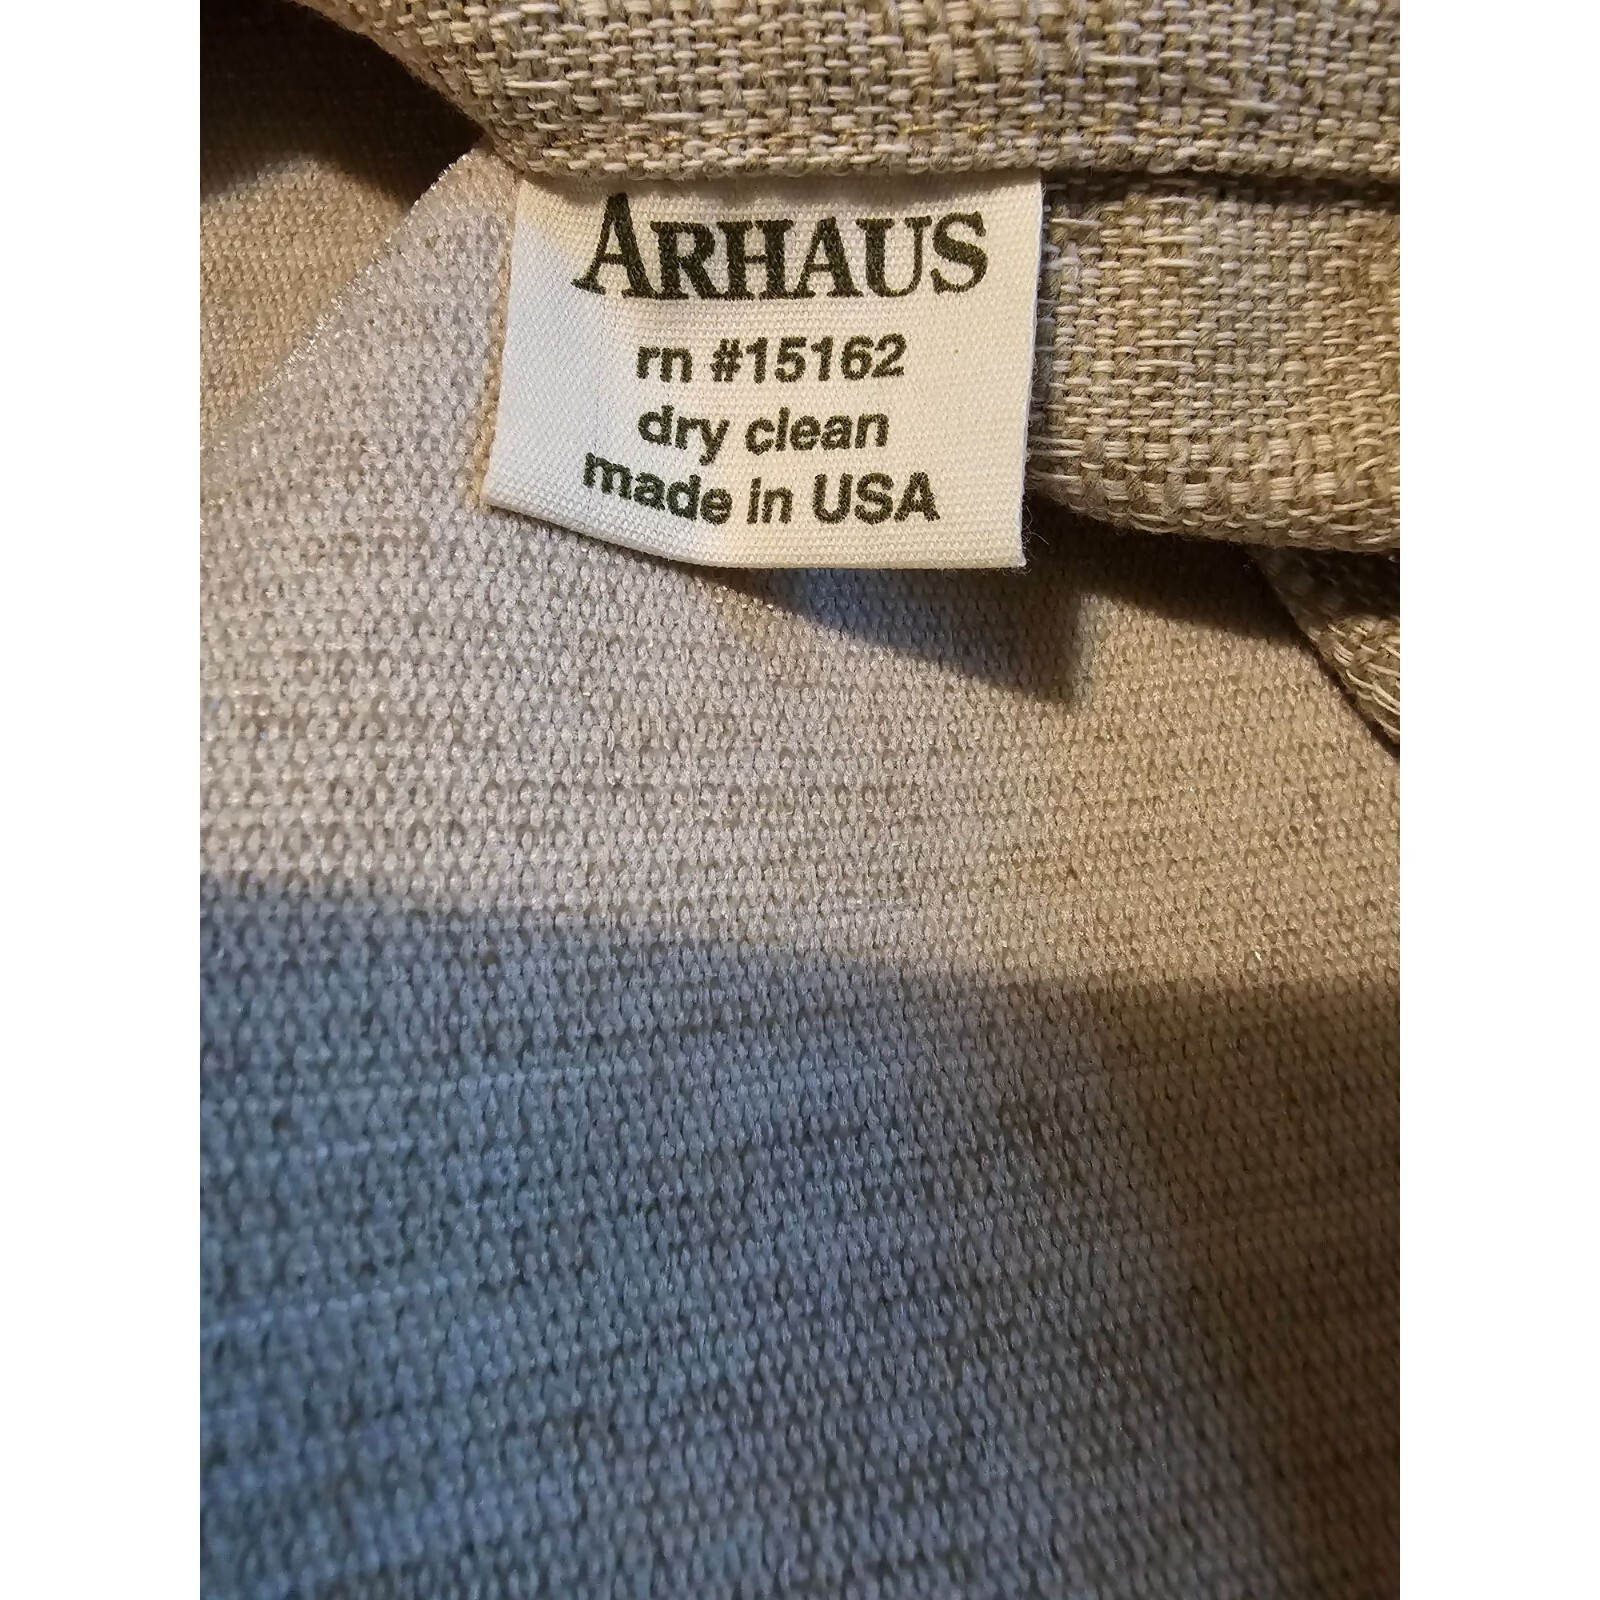 ARHAUS
rn #15162
dry clean
made in USA